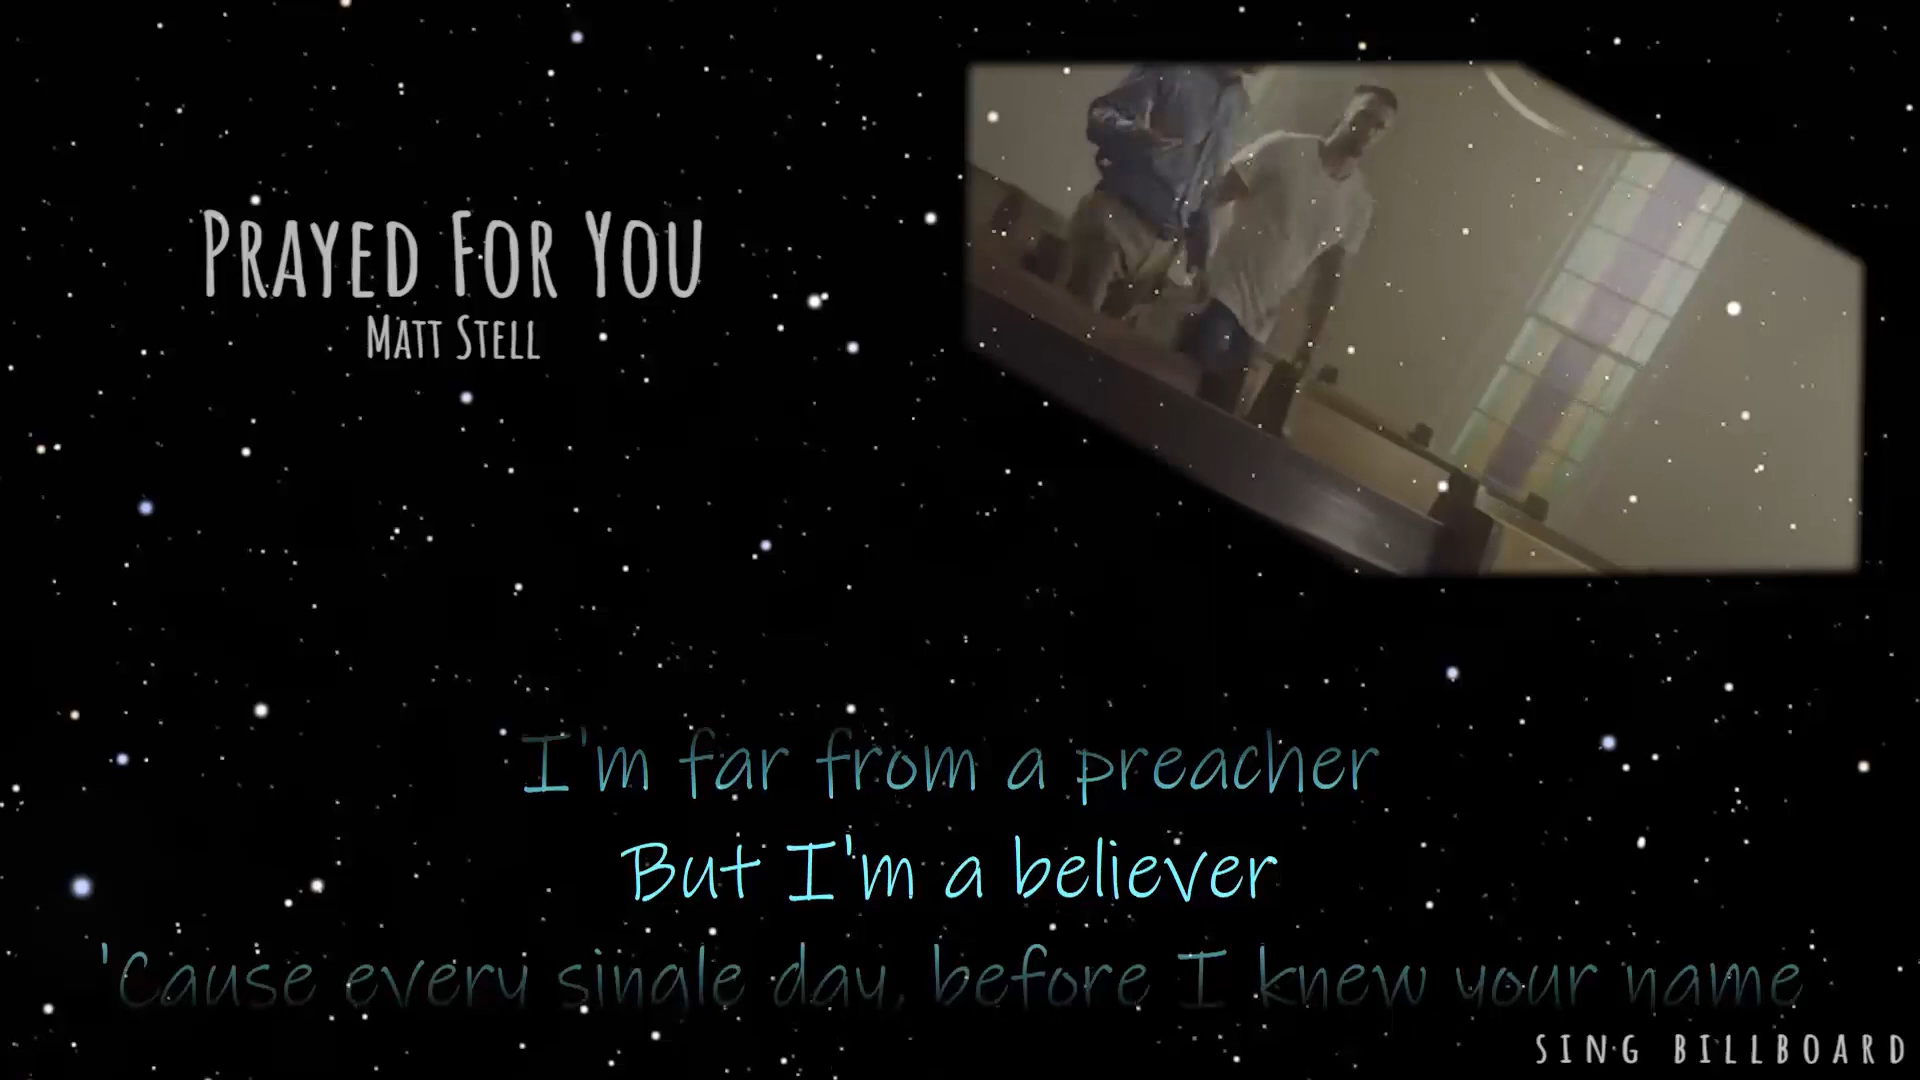 PRAYED FOR YOU
MATT STELL
I'm far from a preacher
But I'm a believer
'Cause every single day, before I knew your name
SING BILLBOARD